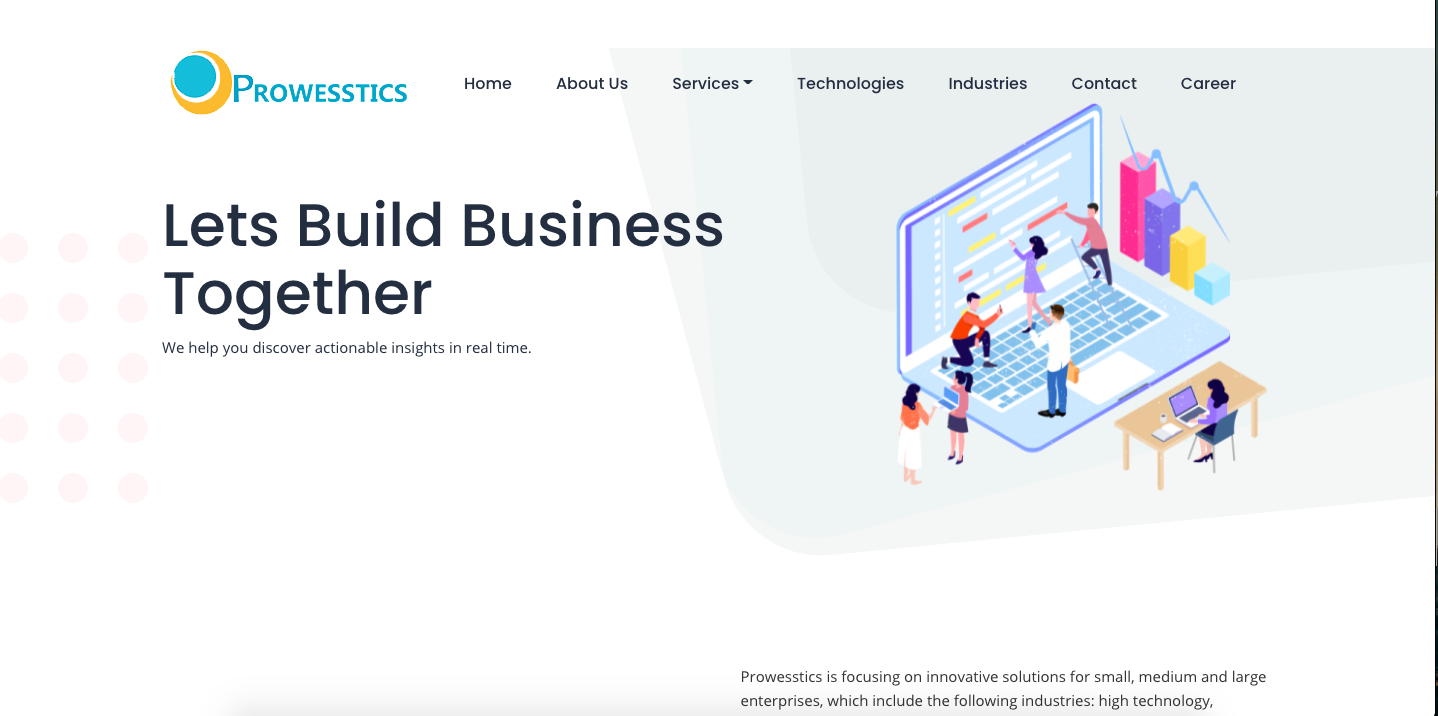 PROWESSTICS
Home About Us Services Technologies Industries Contact Career
Lets Build Business
Together
We help you discover actionable insights in real time.
Prowesstics is focusing on innovative solutions for small, medium and large
enterprises, which include the following industries: high technology,